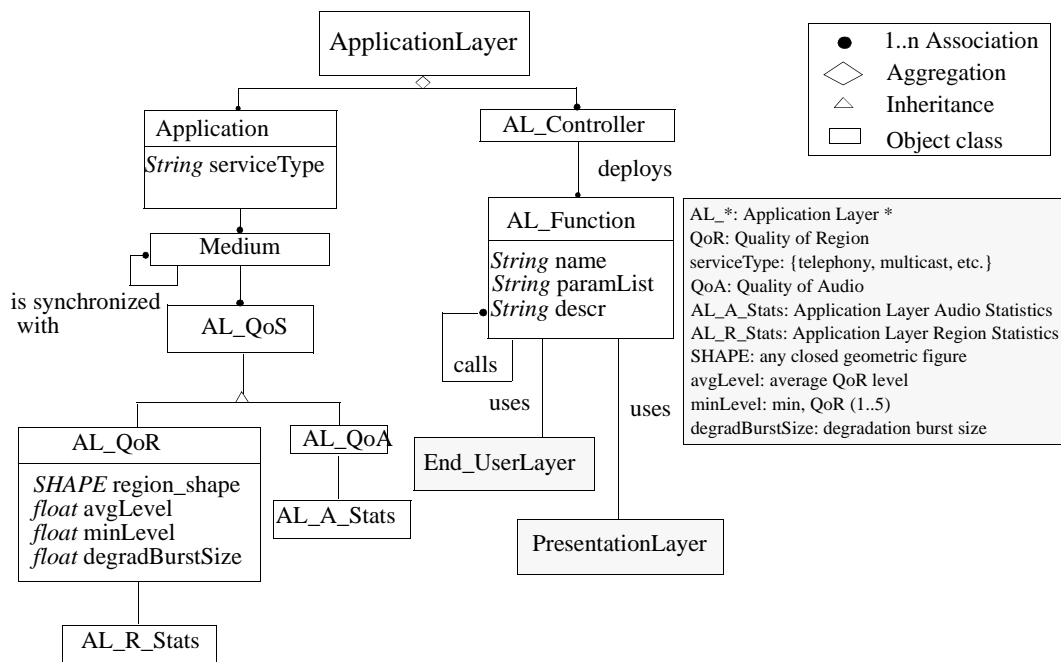 ApplicationLayer
1..n Association
Aggregation
Inheritance
Object class
Application
String serviceType
AL_Controller
deploys
Medium
is synchronized
with
AL_QoS
AL_Function
String name
String paramList
String descr
calls
uses
uses
End_UserLayer
PresentationLayer
AL_QoR
SHAPE region_shape
float avgLevel
float minLevel
float degradBurstSize
AL_QoA
AL_A_Stats
AL_R_Stats
AL_*: Application Layer *
QoR: Quality of Region
serviceType: {telephony, multicast, etc.}
QoA: Quality of Audio
AL_A_Stats: Application Layer Audio Statistics
AL_R_Stats: Application Layer Region Statistics
SHAPE: any closed geometric figure
avgLevel: average QoR level
minLevel: min, QoR (1..5)
degradBurstSize: degradation burst size